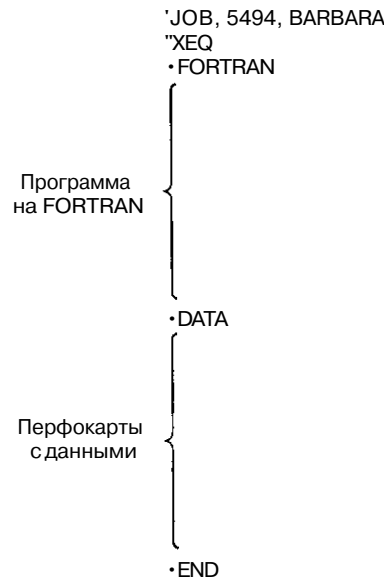 'JOB, 5494, BARBARA
"XEQ
•FORTRAN
Программа
на FORTRAN
•DATA
Перфокарты
с данными
•END